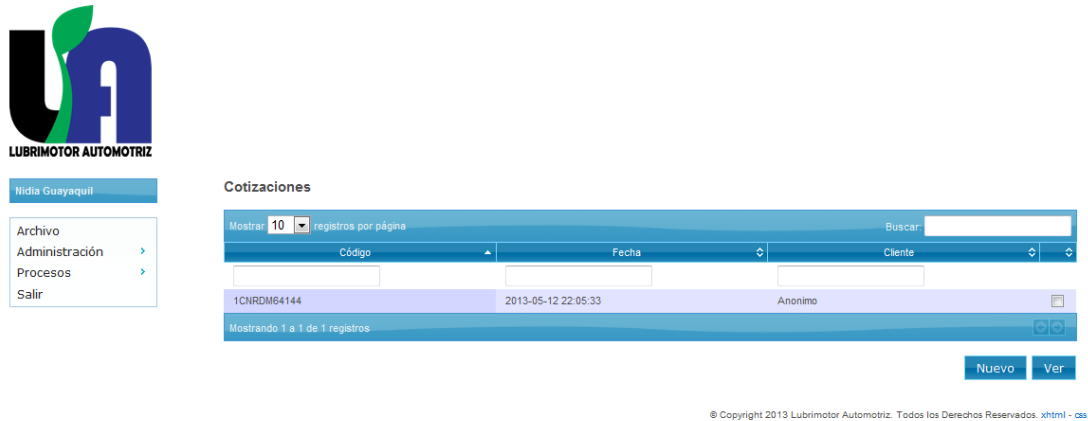 LUBRIMOTOR AUTOMOTRIZ
Nidia Guayaquil
Archivo
Administración
Procesos
Salir
Cotizaciones
Mostrar 10 registros por página Buscar:
Código Fecha Cliente
1CNRDM64144 2013-05-12 22:05:33 Anonimo
Mostrando 1 a 1 de 1 registros
Nuevo Ver
© Copyright 2013 Lubrimotor Automotriz. Todos los Derechos Reservados. xhtml - css